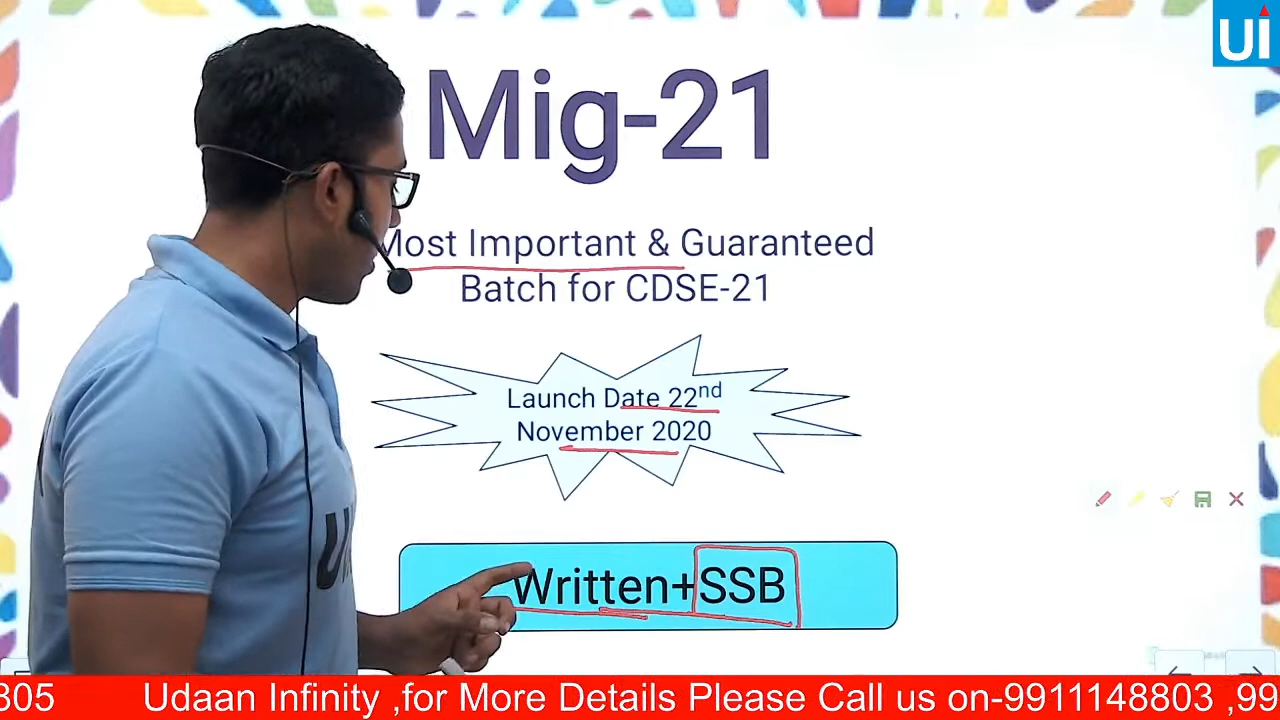 UI
Mig-21
Most Important & Guaranteed
Batch for CDSE-21
Launch Date 22nd
November 2020
Written+SSB
305 Udaan Infinity ,for More Details Please Call us on-9911148803 ,99